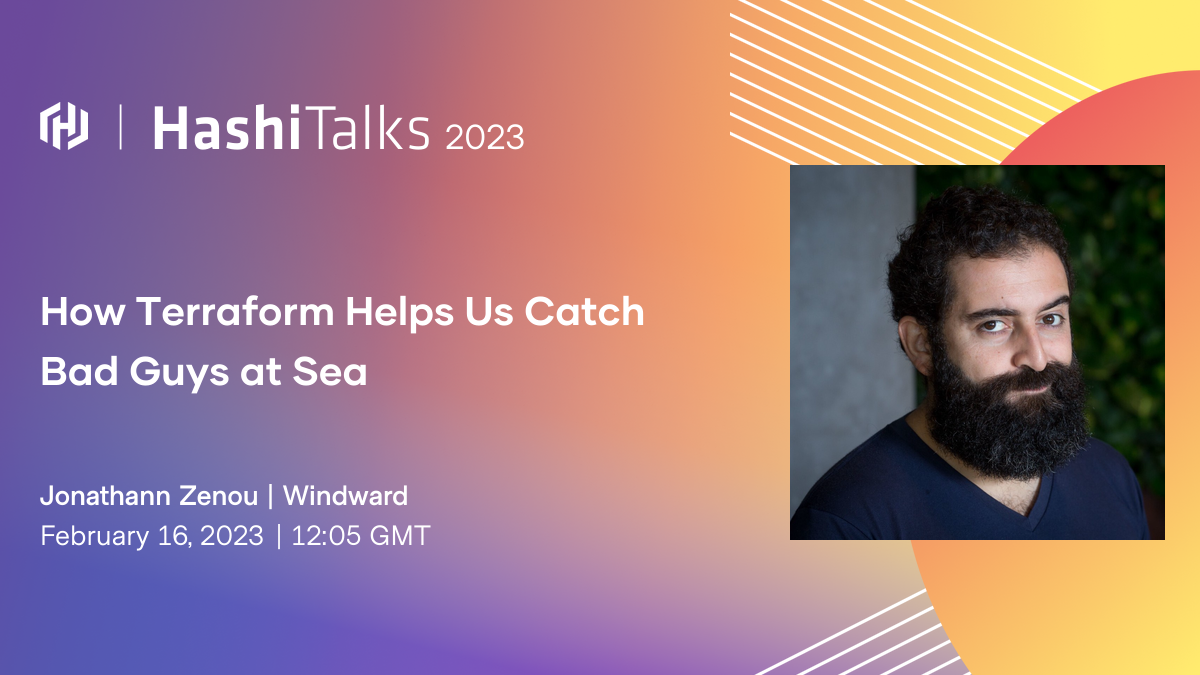 HashiTalks 2023
How Terraform Helps Us Catch
Bad Guys at Sea
Jonathann Zenou | Windward
February 16, 2023 | 12:05 GMT